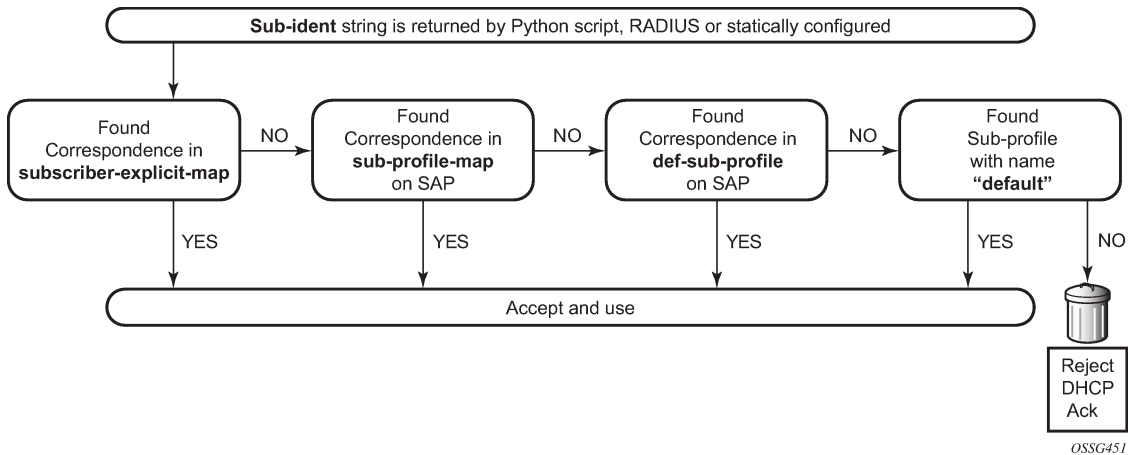 Sub-ident string is returned by Python script, RADIUS or statically configured
Found
Correspondence in
subscriber-explicit-map
NO
Found
Correspondence in
sub-profile-map
on SAP
NO
Found
Correspondence in
def-sub-profile
on SAP
NO
Found
Sub-profile
with name
“default”
YES
YES
YES
YES
NO
Accept and use
Reject
DHCP
Ack
OSSG451